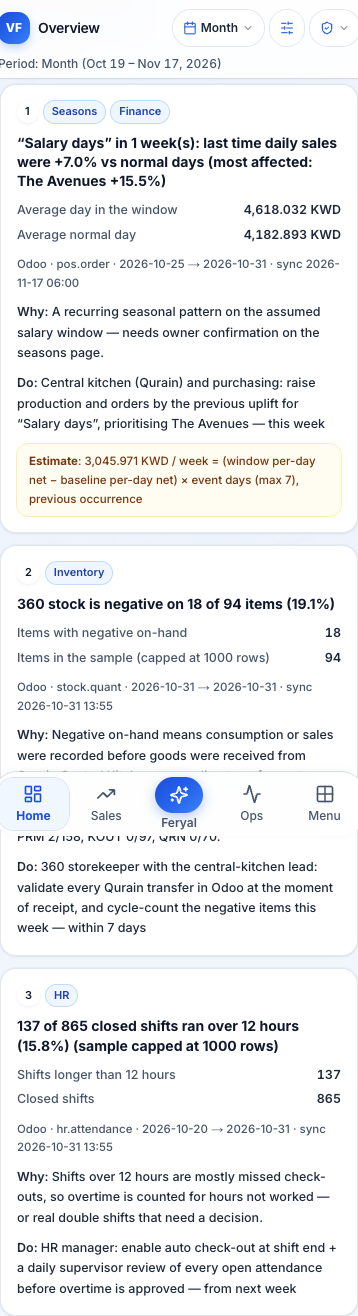 VF Overview Month
Period: Month (Oct 19 – Nov 17, 2026)
1 Seasons Finance
“Salary days” in 1 week(s): last time daily sales
were +7.0% vs normal days (most affected:
The Avenues +15.5%)
Average day in the window 4,618.032 KWD
Average normal day 4,182.893 KWD
Odoo · pos.order · 2026-10-25 → 2026-10-31 · sync 2026-
11-17 06:00
Why: A recurring seasonal pattern on the assumed
salary window — needs owner confirmation on the
seasons page.
Do: Central kitchen (Qurain) and purchasing: raise
production and orders by the previous uplift for
“Salary days”, prioritising The Avenues — this week
Estimate: 3,045.971 KWD / week = (window per-day
net − baseline per-day net) × event days (max 7),
previous occurrence
2 Inventory
360 stock is negative on 18 of 94 items (19.1%)
Items with negative on-hand 18
Items in the sample (capped at 1000 rows) 94
Odoo · stock.quant · 2026-10-31 → 2026-10-31 · sync
2026-10-31 13:55
Why: Negative on-hand means consumption or sales
were recorded before goods were received from
Home Sales Feryal Ops Menu
PRM 2/158, KOUT 0/97, QRN 0/70.
Do: 360 storekeeper with the central-kitchen lead:
validate every Qurain transfer in Odoo at the moment
of receipt, and cycle-count the negative items this
week — within 7 days
3 HR
137 of 865 closed shifts ran over 12 hours
(15.8%) (sample capped at 1000 rows)
Shifts longer than 12 hours 137
Closed shifts 865
Odoo · hr.attendance · 2026-10-20 → 2026-10-31 · sync
2026-10-31 13:55
Why: Shifts over 12 hours are mostly missed check-
outs, so overtime is counted for hours not worked —
or real double shifts that need a decision.
Do: HR manager: enable auto check-out at shift end +
a daily supervisor review of every open attendance
before overtime is approved — from next week